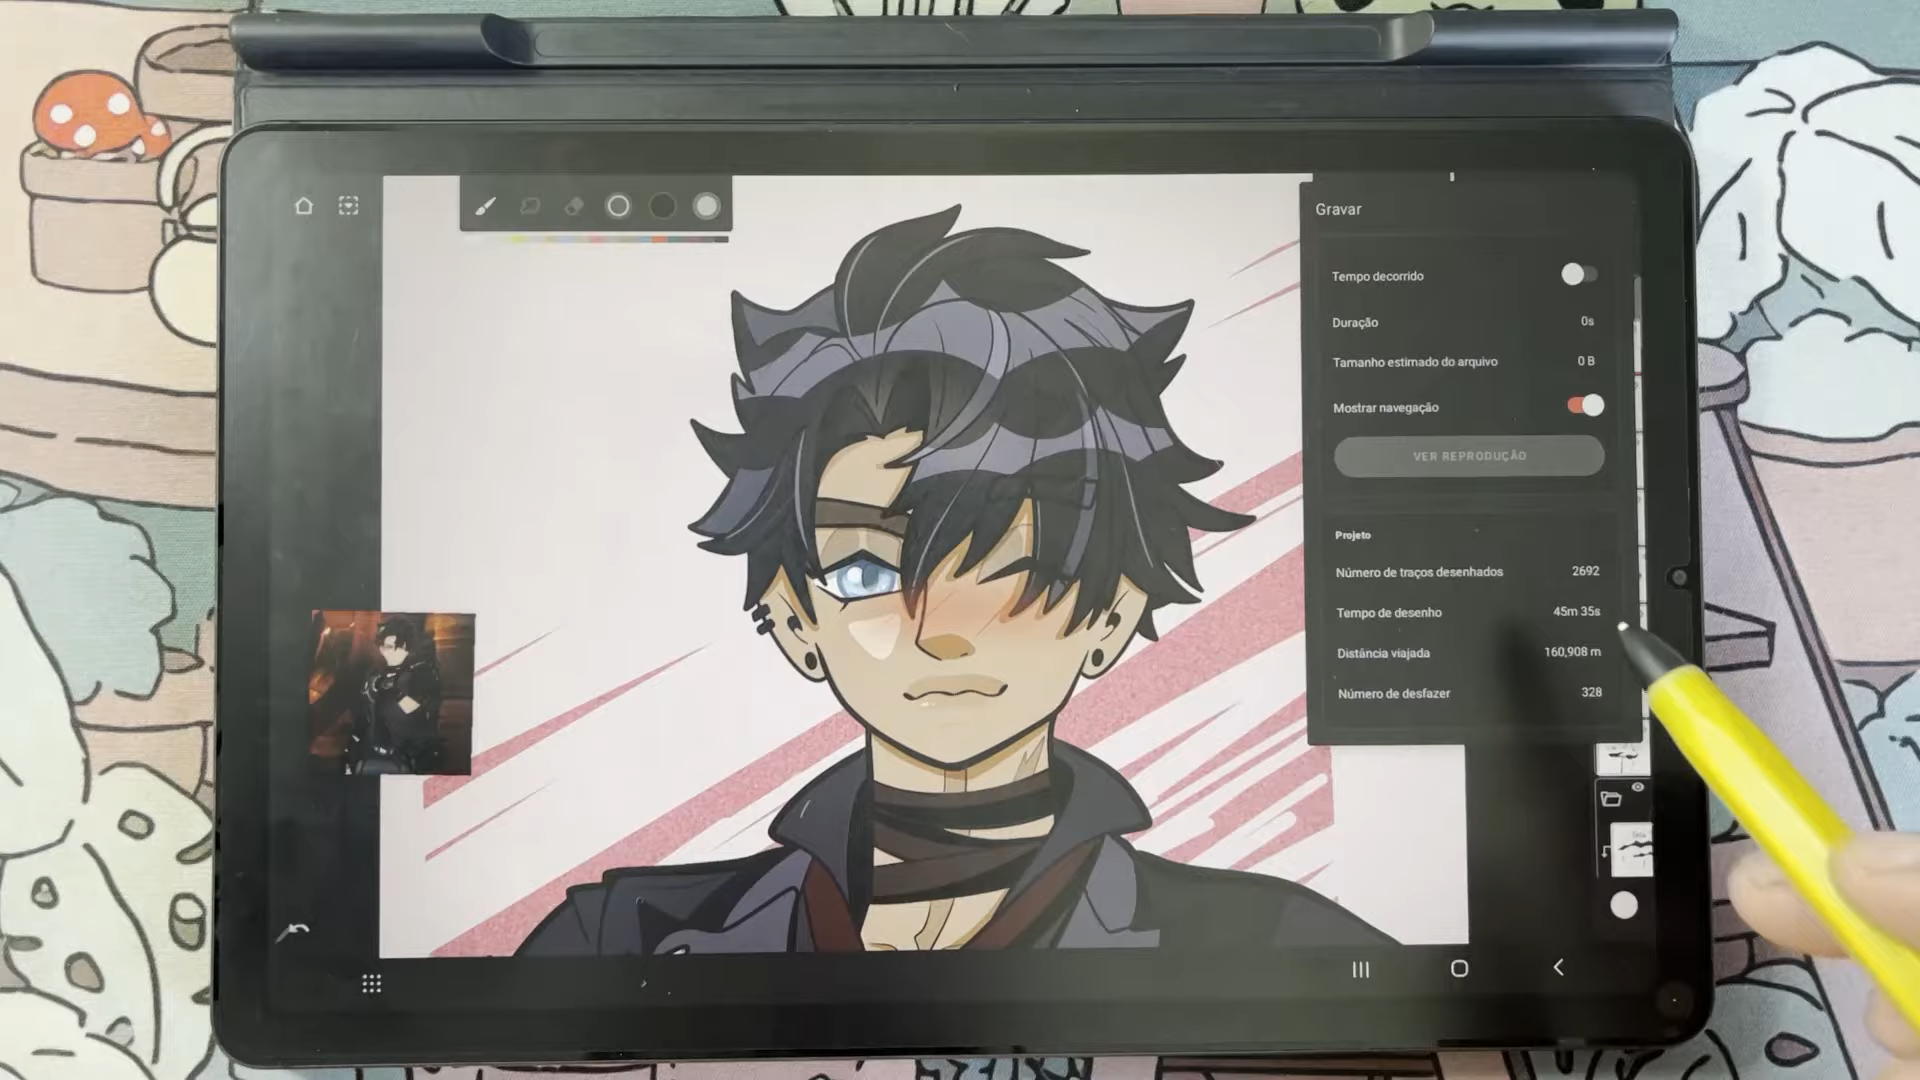 Gravar
Tempo decorrido
Duração 0s
Tamanho estimado do arquivo 0 B
Mostrar navegação
VER REPRODUÇÃO
Projeto
Número de traços desenhados 2692
Tempo de desenho 45m 35s
Distância viajada 160,908 m
Número de desfazer 328